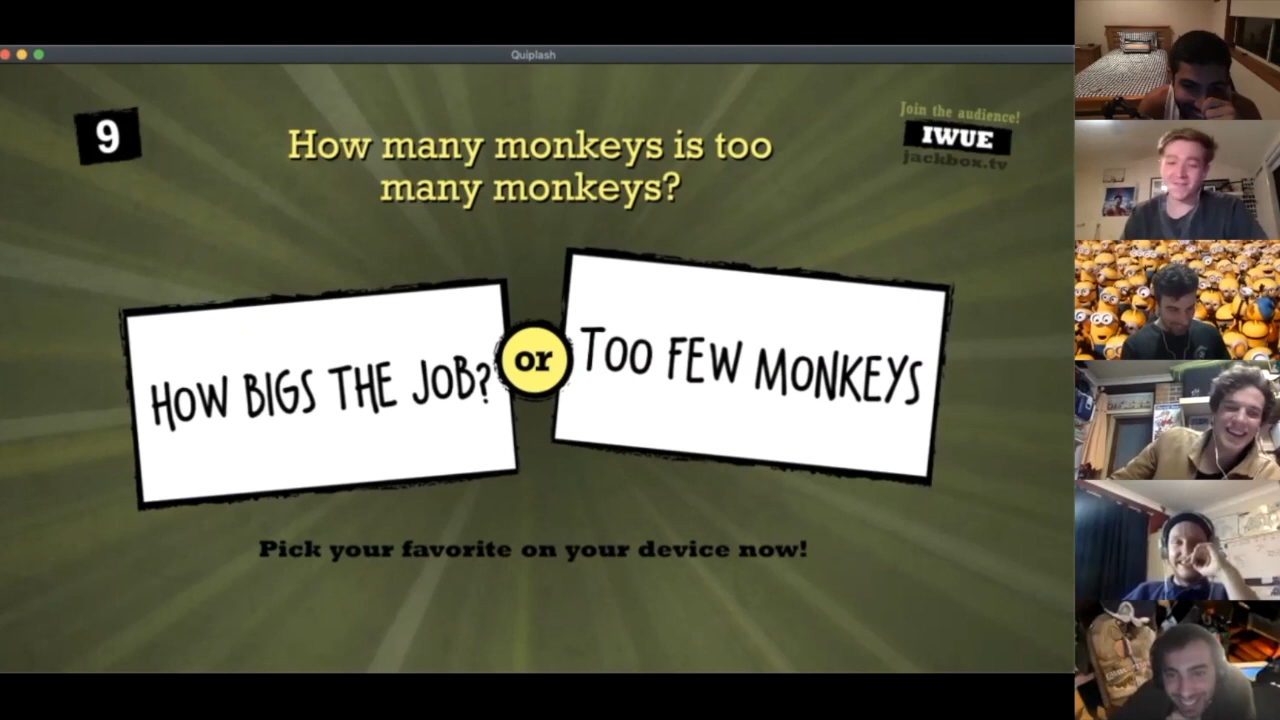 Quiplash
9
Join the audience!
IWUE
jackbox.tv
How many monkeys is too
many monkeys?
HOW BIGS THE JOB?
or
TOO FEW MONKEYS
Pick your favorite on your device now!